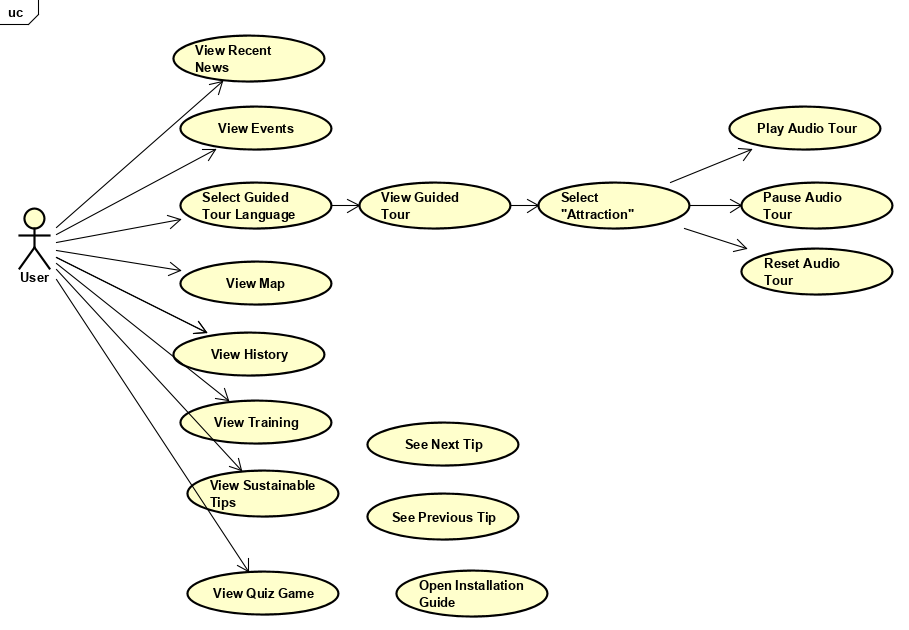 uc
View Recent
News
View Events
Play Audio Tour
Select Guided
Tour Language
View Guided
Tour
Select
"Attraction"
Pause Audio
Tour
User
View Map
Reset Audio
Tour
View History
View Training
See Next Tip
View Sustainable
Tips
See Previous Tip
View Quiz Game
Open Installation
Guide